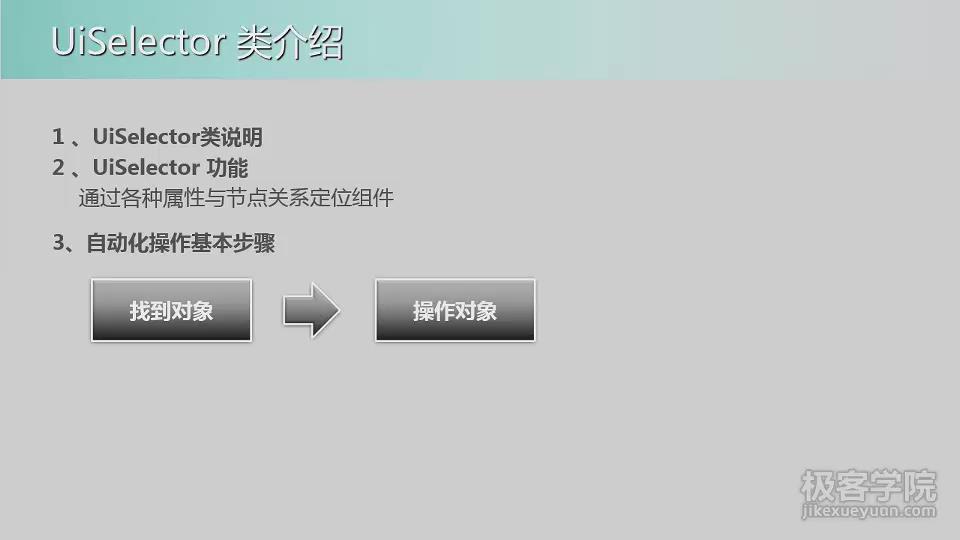 UiSelector 类介绍
1 、UiSelector类说明
2 、UiSelector 功能
通过各种属性与节点关系定位组件
3、自动化操作基本步骤
找到对象
操作对象
极客学院
jikexueyuan.com